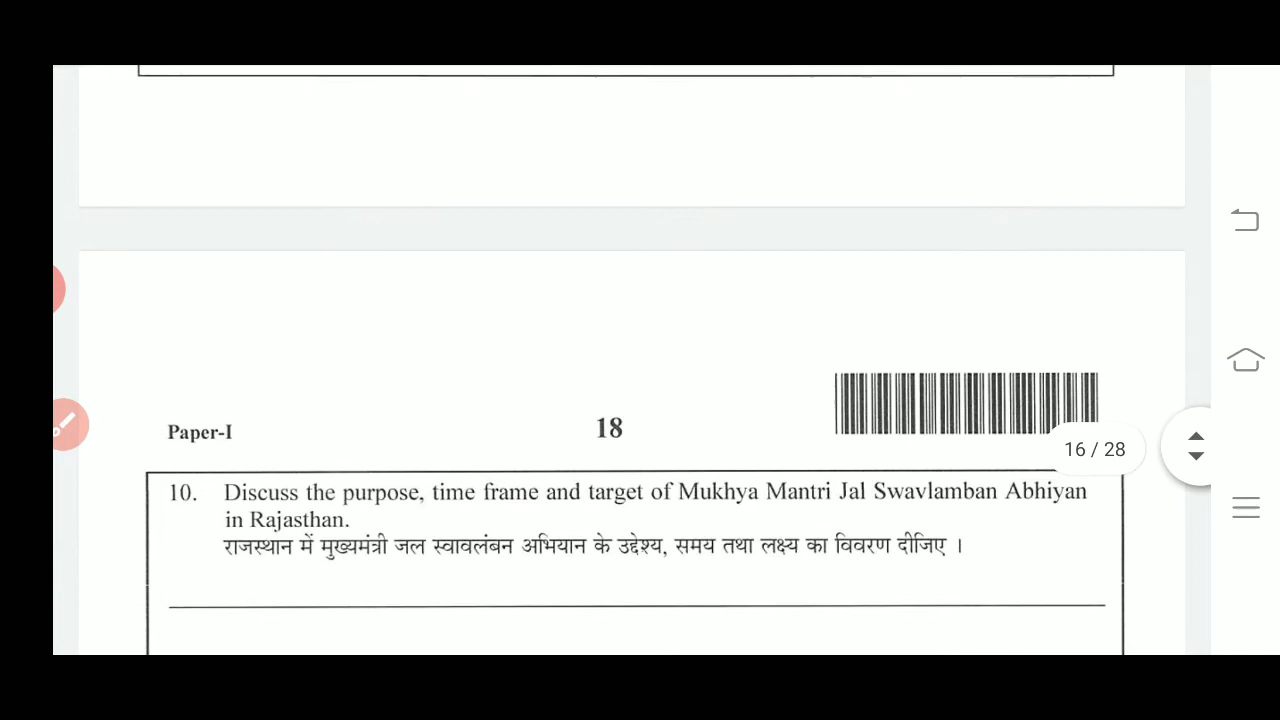 Paper-I
18
16 / 28
10. Discuss the purpose, time frame and target of Mukhya Mantri Jal Swavlamban Abhiyan
in Rajasthan.
राजस्थान में मुख्यमंत्री जल स्वावलंबन अभियान के उद्देश्य, समय तथा लक्ष्य का विवरण दीजिए ।